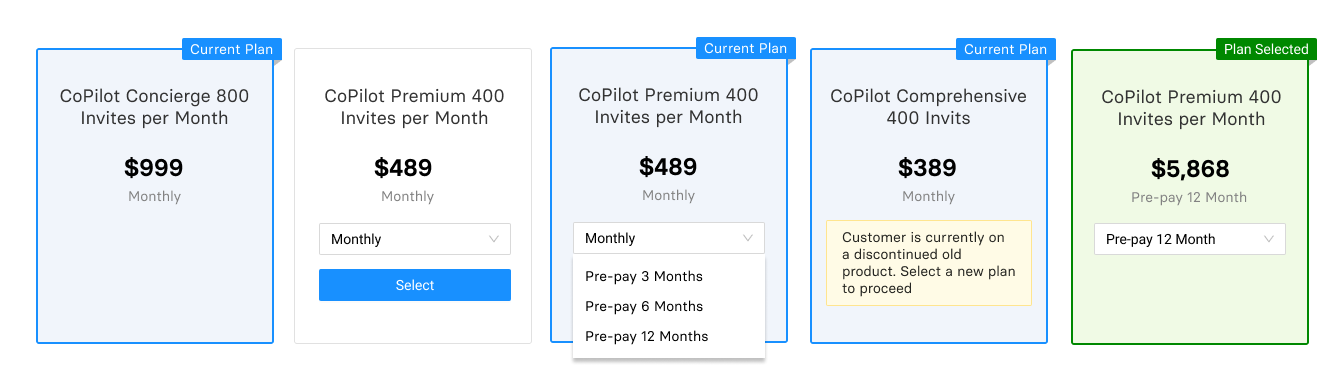 Current Plan
CoPilot Concierge 800
Invites per Month
$999
Monthly
CoPilot Premium 400
Invites per Month
$489
Monthly
Monthly
Select
Current Plan
CoPilot Premium 400
Invites per Month
$489
Monthly
Monthly
Pre-pay 3 Months
Pre-pay 6 Months
Pre-pay 12 Months
Current Plan
CoPilot Comprehensive
400 Invits
$389
Monthly
Customer is currently on
a discontinued old
product. Select a new plan
to proceed
Plan Selected
CoPilot Premium 400
Invites per Month
$5,868
Pre-pay 12 Month
Pre-pay 12 Month